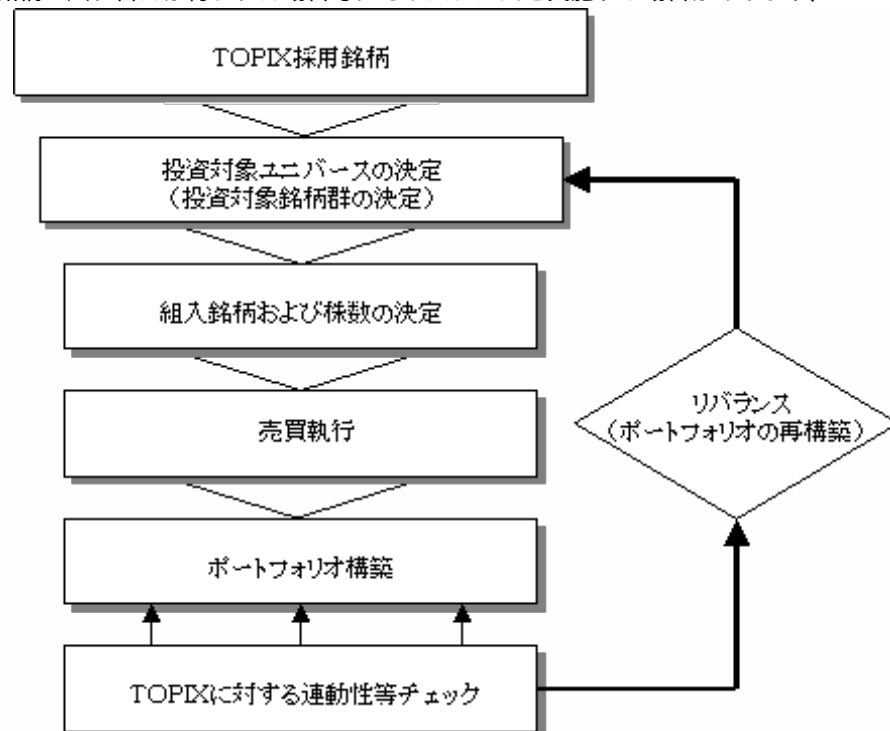 TOPIX採用銘柄
投資対象ユニバースの決定
（投資対象銘柄群の決定）
組入銘柄および株数の決定
売買執行
リバランス
（ポートフォリオの再構築）
ポートフォリオ構築
TOPIXに対する連動性等チェック